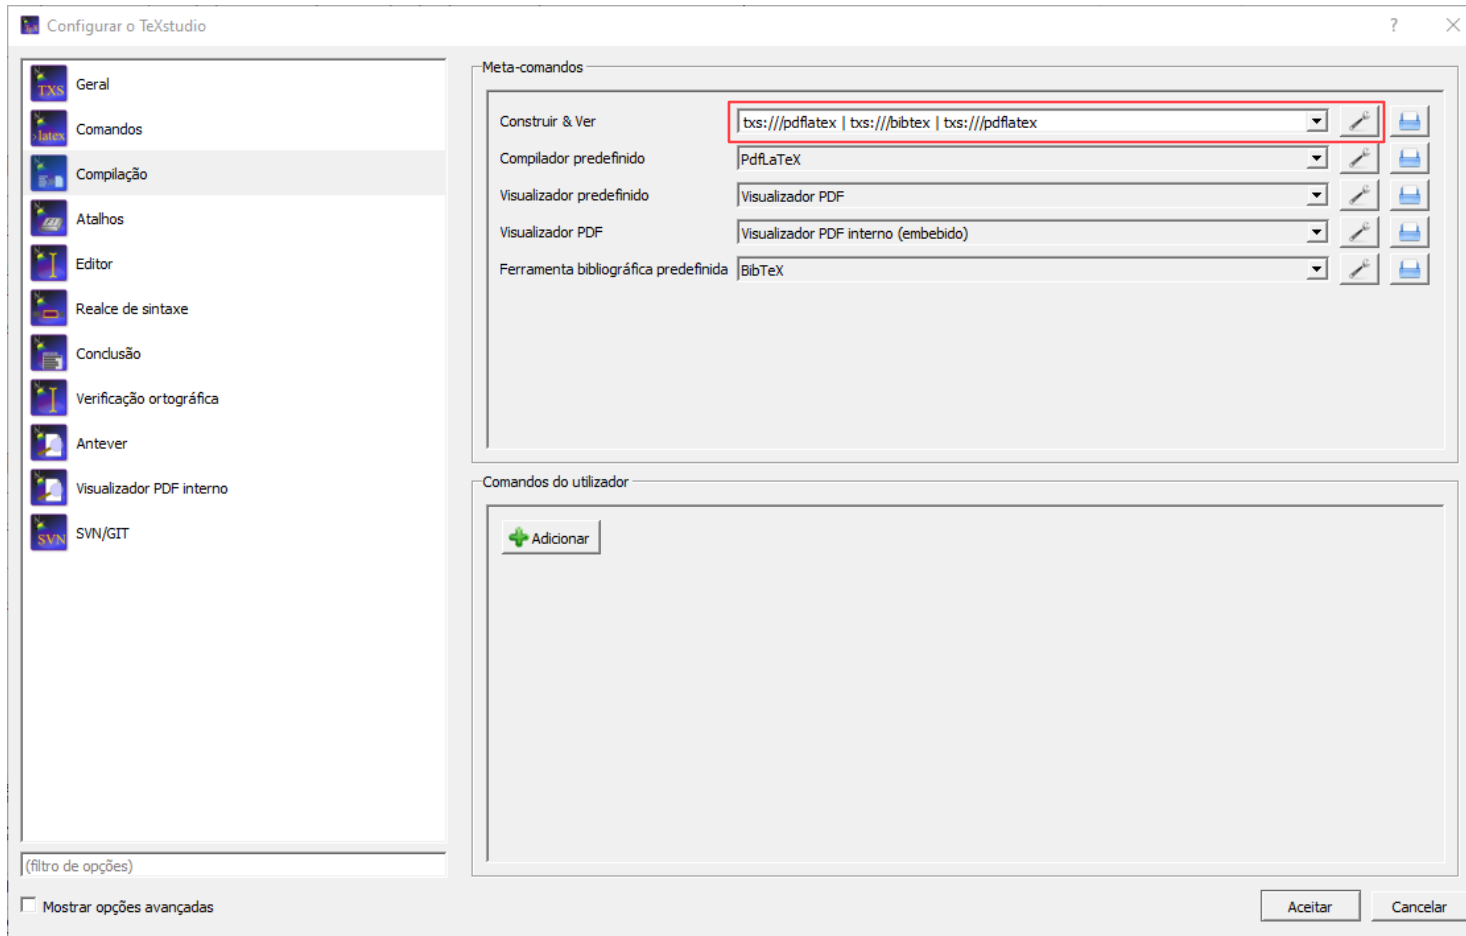 Configurar o TeXstudio
?
Geral
Comandos
Compilação
Atalhos
Editor
Realce de sintaxe
Conclusão
Verificação ortográfica
Antever
Visualizador PDF interno
SVN/GIT
(filtro de opções)
Mostrar opções avançadas
Meta-comandos
Construir & Ver txs:///pdflatex | txs:///bibtex | txs:///pdflatex
Compilador predefinido PdfLaTeX
Visualizador predefinido Visualizador PDF
Visualizador PDF Visualizador PDF interno (embebido)
Ferramenta bibliográfica predefinida BibTeX
Comandos do utilizador
Adicionar
Aceitar Cancelar